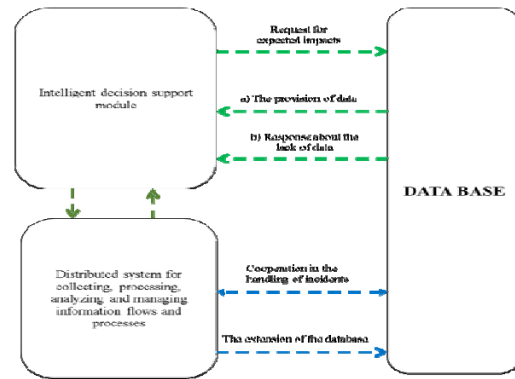 Request for
expected impacts
Intelligent decision support
module
a) The provision of data
b) Response about the
lack of data
DATA BASE
Distributed system for
collecting, processing,
analyzing and managing
information flows and
processes
Cooperation in the
handling of incidents
The extension of the database